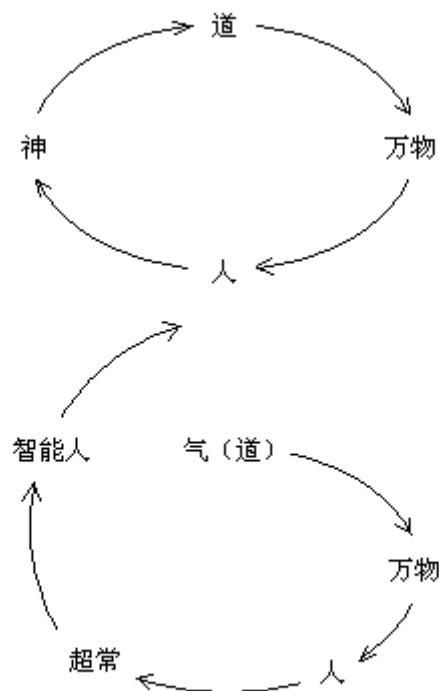 道
神 万物
人
智能人 气（道）
万物
超常 人